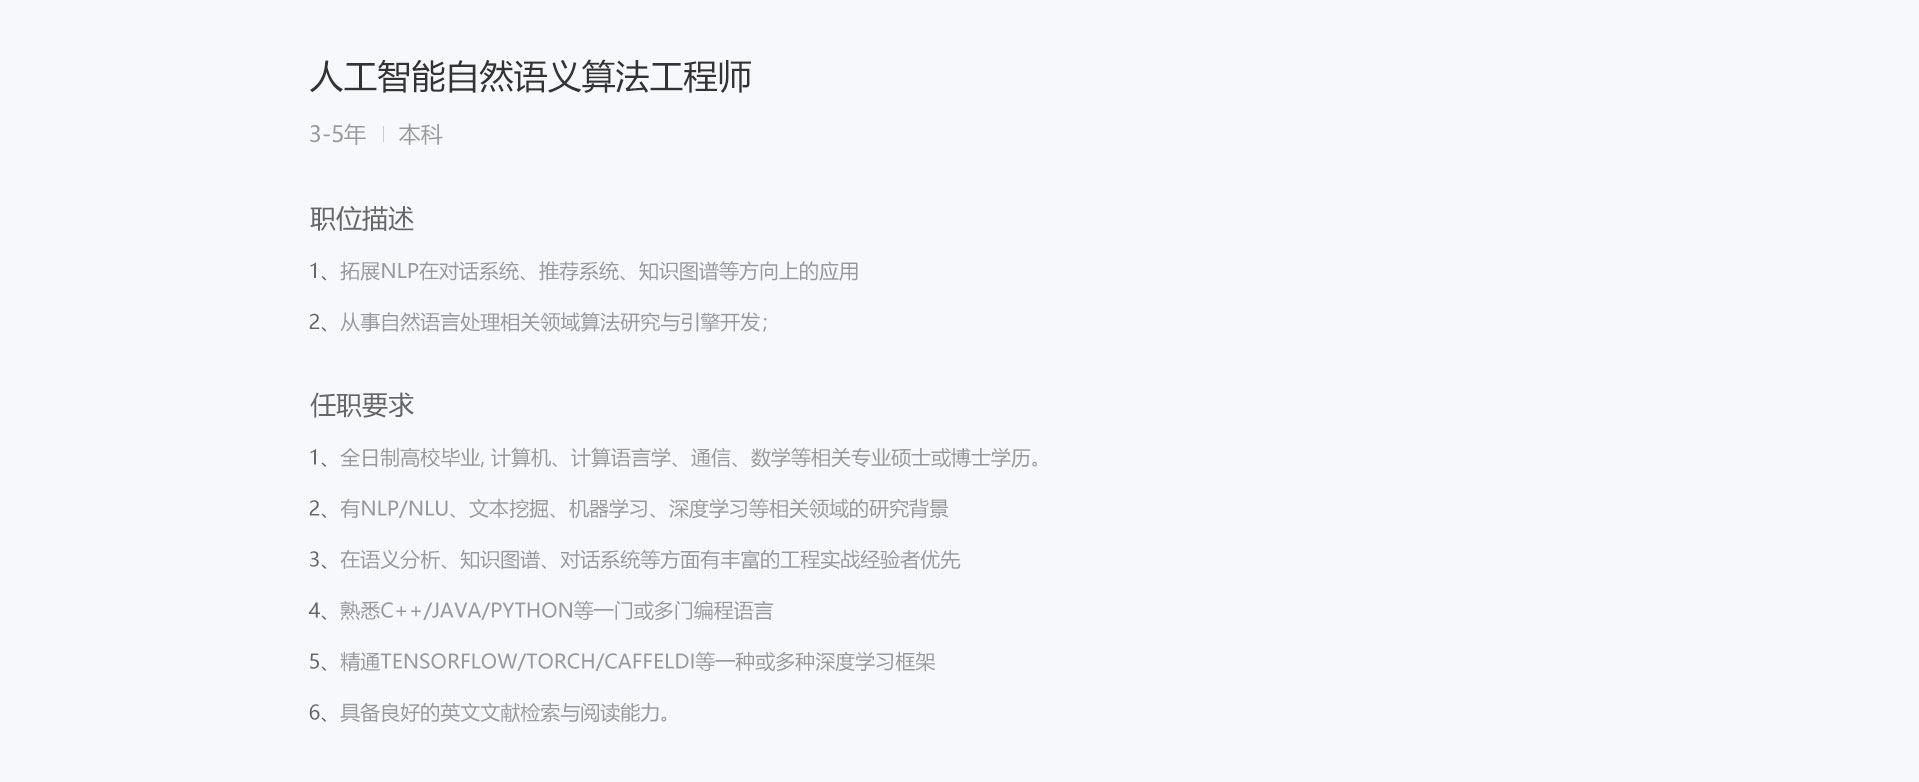 人工智能自然语义算法工程师
3-5年 | 本科
职位描述
1、拓展NLP在对话系统、推荐系统、知识图谱等方向上的应用
2、从事自然语言处理相关领域算法研究与引擎开发；
任职要求
1、全日制高校毕业, 计算机、计算语言学、通信、数学等相关专业硕士或博士学历。
2、有NLP/NLU、文本挖掘、机器学习、深度学习等相关领域的研究背景
3、在语义分析、知识图谱、对话系统等方面有丰富的工程实战经验者优先
4、熟悉C++/JAVA/PYTHON等一门或多门编程语言
5、精通TENSORFLOW/TORCH/CAFFELDI等一种或多种深度学习框架
6、具备良好的英文文献检索与阅读能力。